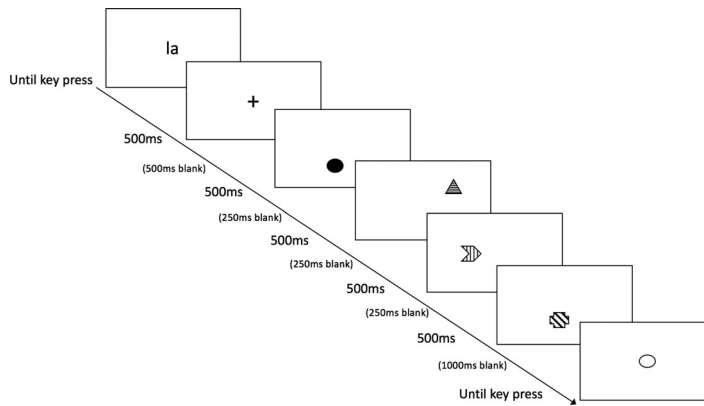 la
+
Until key press
500ms
(500ms blank)
500ms
(250ms blank)
500ms
(250ms blank)
500ms
(250ms blank)
500ms
(1000ms blank)
Until key press